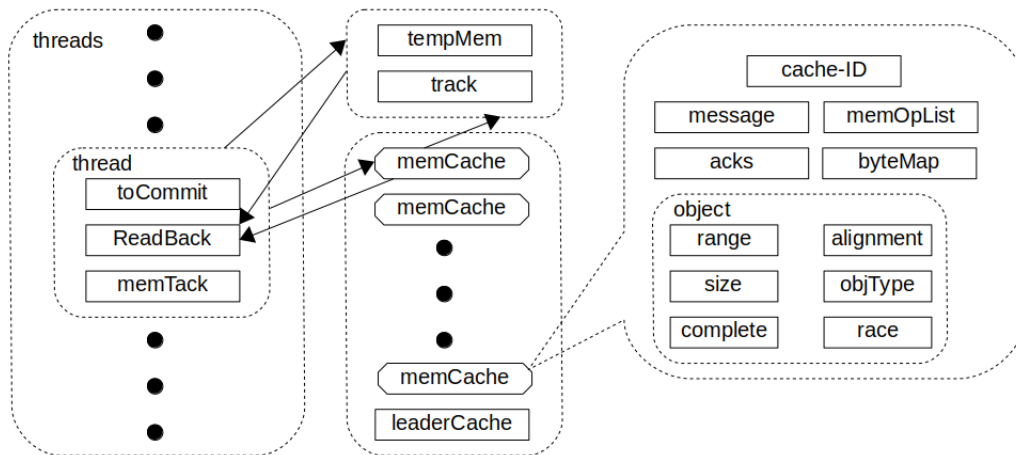 threads
thread
toCommit
ReadBack
memTack
tempMem
track
memCache
memCache
memCache
leaderCache
cache-ID
message
memOpList
acks
byteMap
object
range
alignment
size
objType
complete
race